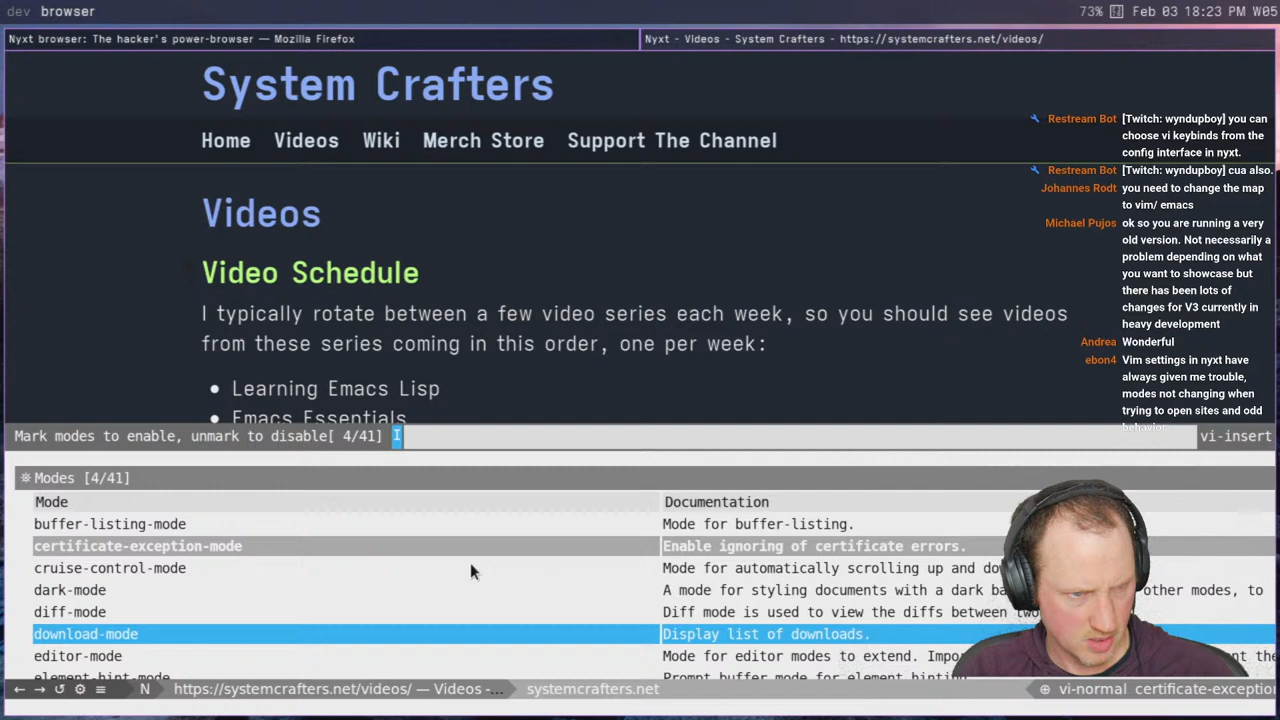 dev browser
73% Feb 03 18:23 PM W05
Nyxt browser: The hacker's power-browser — Mozilla Firefox
Nyxt - Videos - System Crafters - https://systemcrafters.net/videos/
System Crafters
Home Videos Wiki Merch Store Support The Channel
Videos
Video Schedule
I typically rotate between a few video series each week, so you should see videos
from these series coming in this order, one per week:
• Learning Emacs Lisp
• Emacs Essentials
Restream Bot [Twitch: wyndupboy] you can
choose vi keybinds from the
config interface in nyxt.
Restream Bot [Twitch: wyndupboy] cua also.
Johannes Rodt you need to change the map
to vim/ emacs
Michael Pujos ok so you are running a very
old version. Not necessarily a
problem depending on what
you want to showcase but
there has been lots of
changes for V3 currently in
heavy development
Andrea Wonderful
ebon4 Vim settings in nyxt have
always given me trouble,
modes not changing when
trying to open sites and odd
behavior
Mark modes to enable, unmark to disable[ 4/41] I vi-insert
Modes [4/41]
Mode Documentation
buffer-listing-mode Mode for buffer-listing.
certificate-exception-mode Enable ignoring of certificate errors.
cruise-control-mode Mode for automatically scrolling up and
dark-mode A mode for styling documents with a dark other modes, to
diff-mode Diff mode is used to view the diffs between
download-mode Display list of downloads.
editor-mode Mode for editor modes to extend.
element-hint-mode Prompt buffer mode for element hinting
← → ↺ ⚙ ≡ N https://systemcrafters.net/videos/ — Videos -... systemcrafters.net ⊕ vi-normal certificate-exceptio